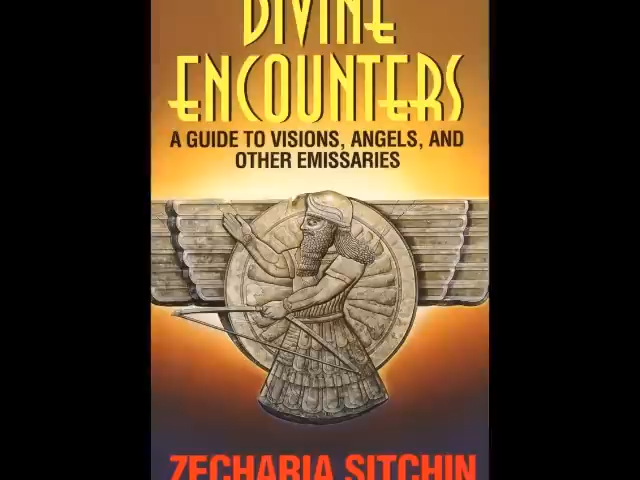 DIVINE
ENCOUNTERS
A GUIDE TO VISIONS, ANGELS, AND
OTHER EMISSARIES
ZECHARIA SITCHIN